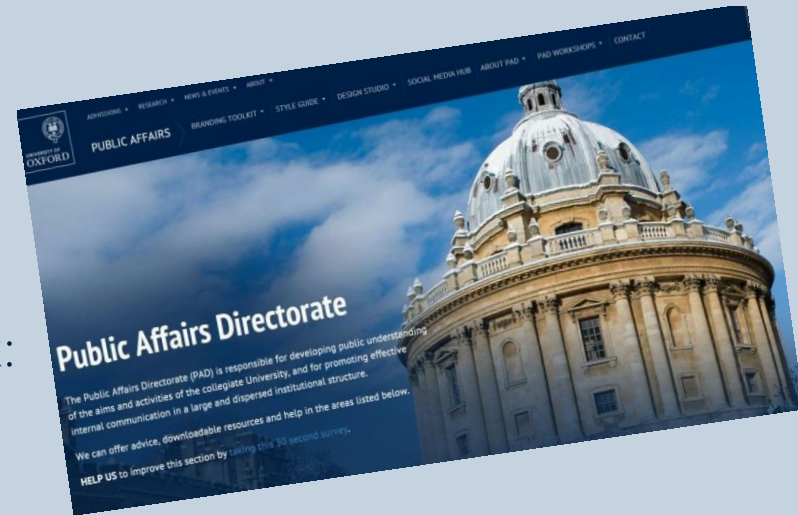 ADMISSIONS RESEARCH NEWS & EVENTS ABOUT
UNIVERSITY OF
OXFORD
PUBLIC AFFAIRS BRANDING TOOLKIT STYLE GUIDE DESIGN STUDIO SOCIAL MEDIA HUB ABOUT PAD PAD WORKSHOPS CONTACT
Public Affairs Directorate
The Public Affairs Directorate (PAD) is responsible for developing public understanding
of the aims and activities of the collegiate University, and for promoting effective
internal communication in a large and dispersed institutional structure.
We can offer advice, downloadable resources and help in the areas listed below.
HELP US to improve this section by taking this 30 second survey.
: